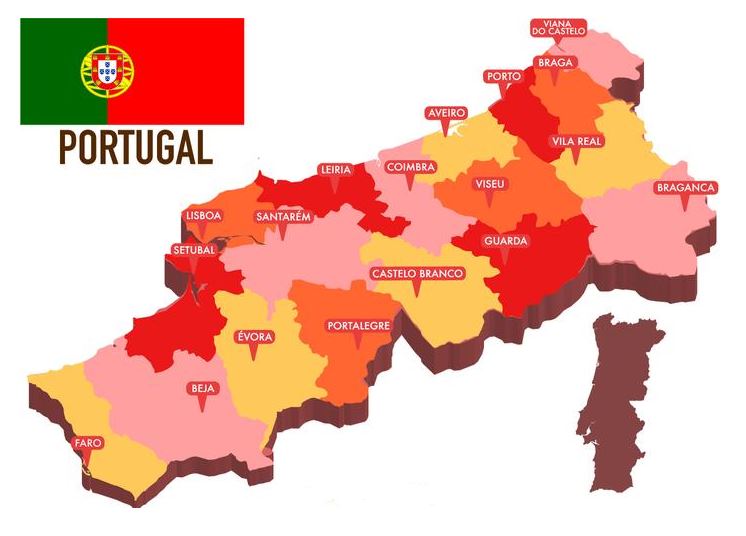 PORTUGAL
VIANA
DO CASTELO
BRAGA
PORTO
AVEIRO
VILA REAL
LEIRIA
COIMBRA
VISEU
BRAGANCA
LISBOA
SANTARÉM
GUARDA
SETUBAL
CASTELO BRANCO
PORTALEGRE
ÉVORA
BEJA
FARO